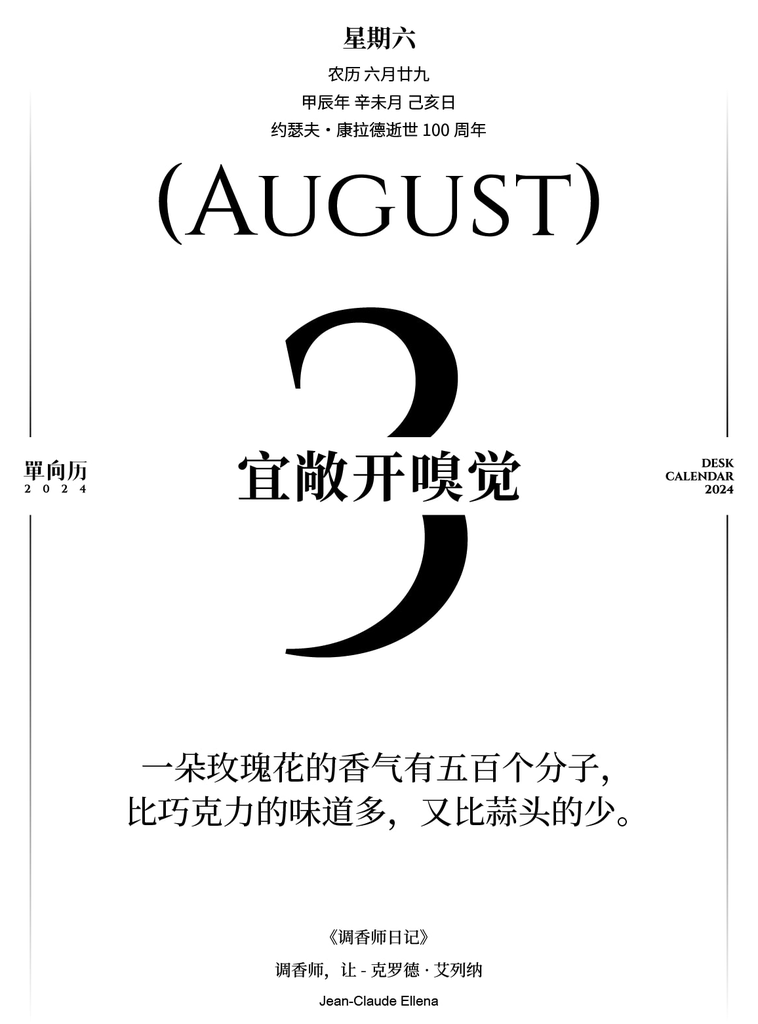 星期六
农历 六月廿九
甲辰年 辛未月 己亥日
约瑟夫·康拉德逝世 100 周年
(AUGUST)
3
單向历
2024
宜敞开嗅觉
DESK
CALENDAR
2024
一朵玫瑰花的香气有五百个分子，
比巧克力的味道多，又比蒜头的少。
《调香师日记》
调香师，让 - 克罗德 · 艾列纳
Jean-Claude Ellena